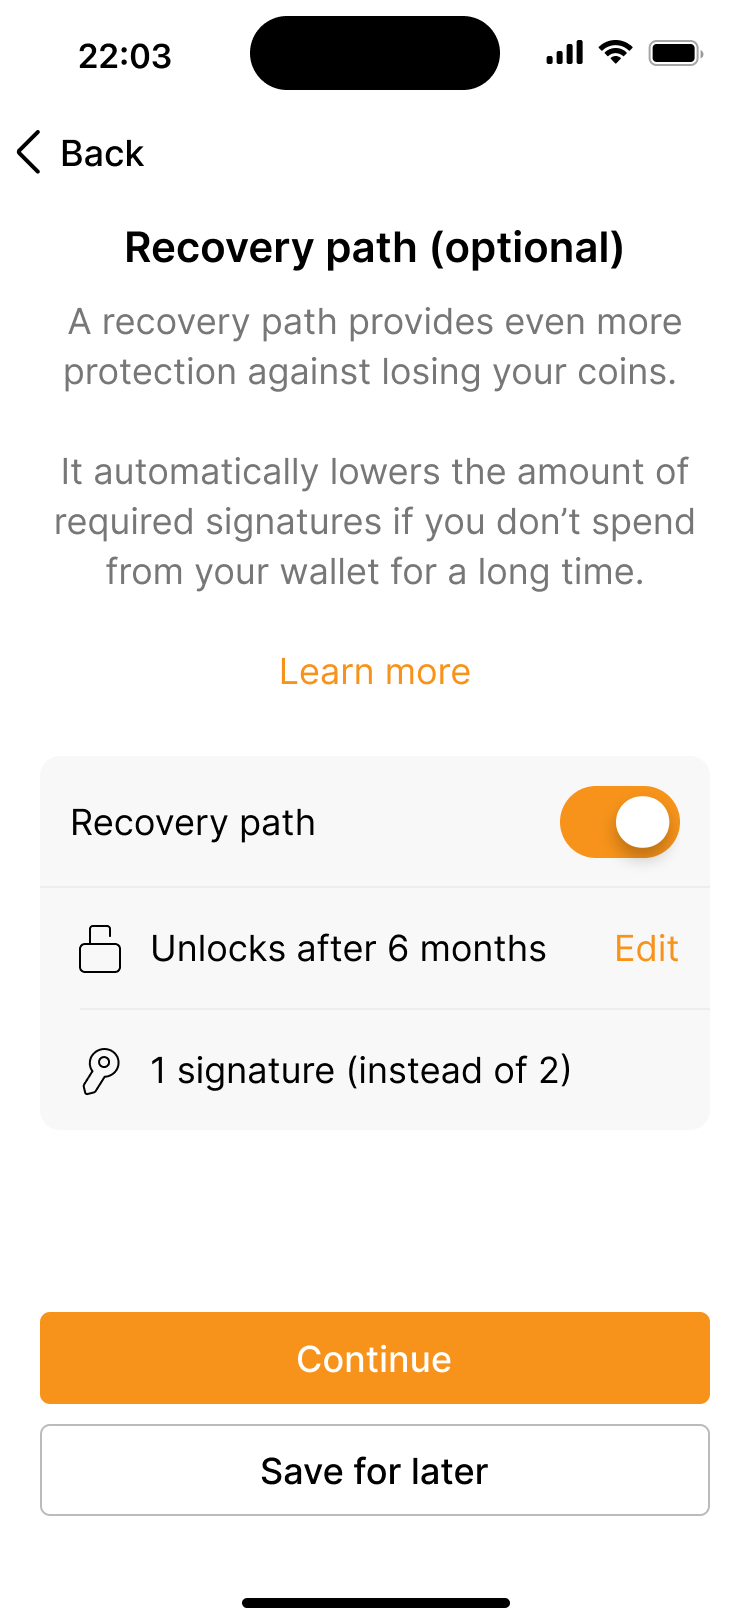 22:03
Back
Recovery path (optional)
A recovery path provides even more
protection against losing your coins.
It automatically lowers the amount of
required signatures if you don’t spend
from your wallet for a long time.
Learn more
Recovery path
Unlocks after 6 months Edit
1 signature (instead of 2)
Continue
Save for later